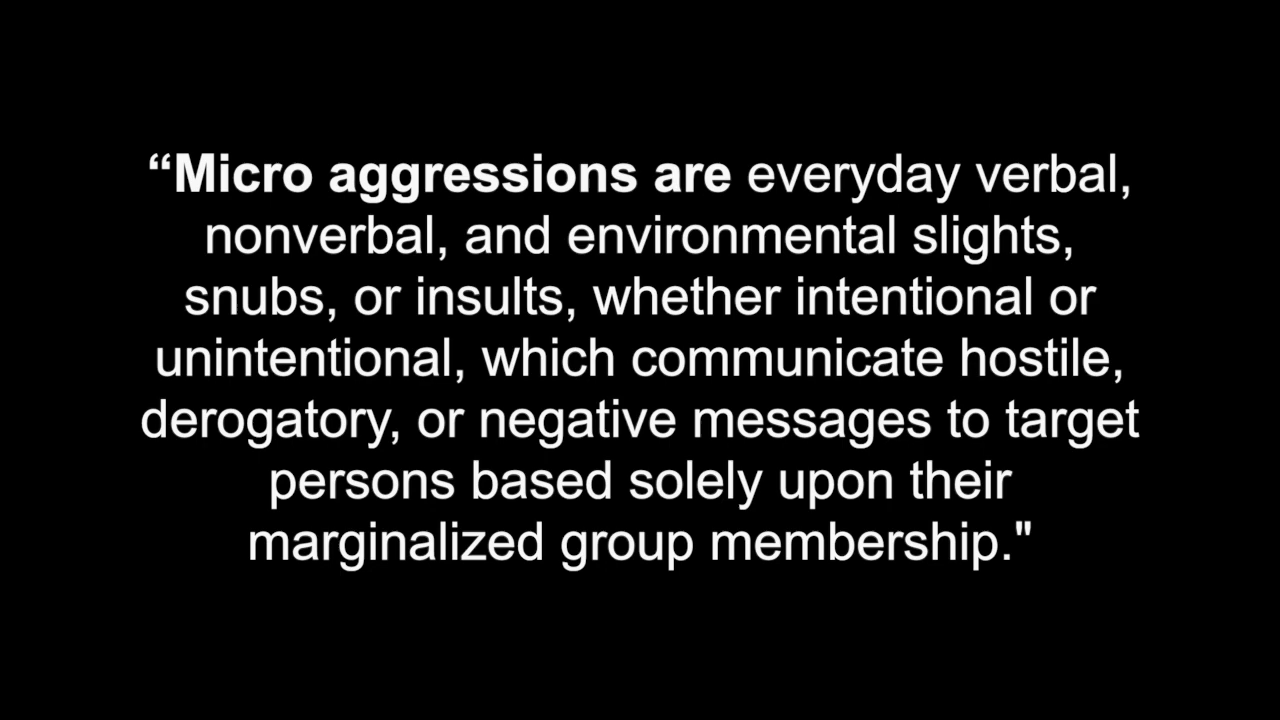 “Micro aggressions are everyday verbal,
nonverbal, and environmental slights,
snubs, or insults, whether intentional or
unintentional, which communicate hostile,
derogatory, or negative messages to target
persons based solely upon their
marginalized group membership."